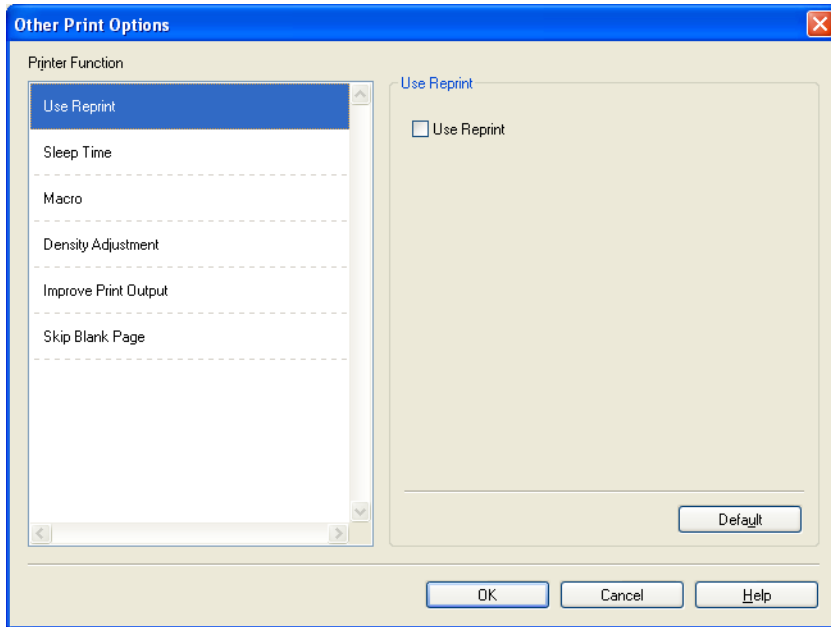 Other Print Options
Printer Function
Use Reprint
Sleep Time
Macro
Density Adjustment
Improve Print Output
Skip Blank Page
Use Reprint
Use Reprint
Default
OK
Cancel
Help